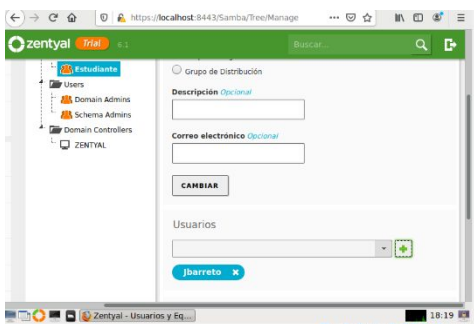 https://localhost:8443/Samba/Tree/Manage
zentyal Trial 6.1
Buscar...
Estudiante
Users
Domain Admins
Schema Admins
Domain Controllers
ZENTYAL
Grupo de Distribución
Descripción Opcional
Correo electrónico Opcional
CAMBIAR
Usuarios
Jbarreto x
Zentyal - Usuarios y Eq...
18:19